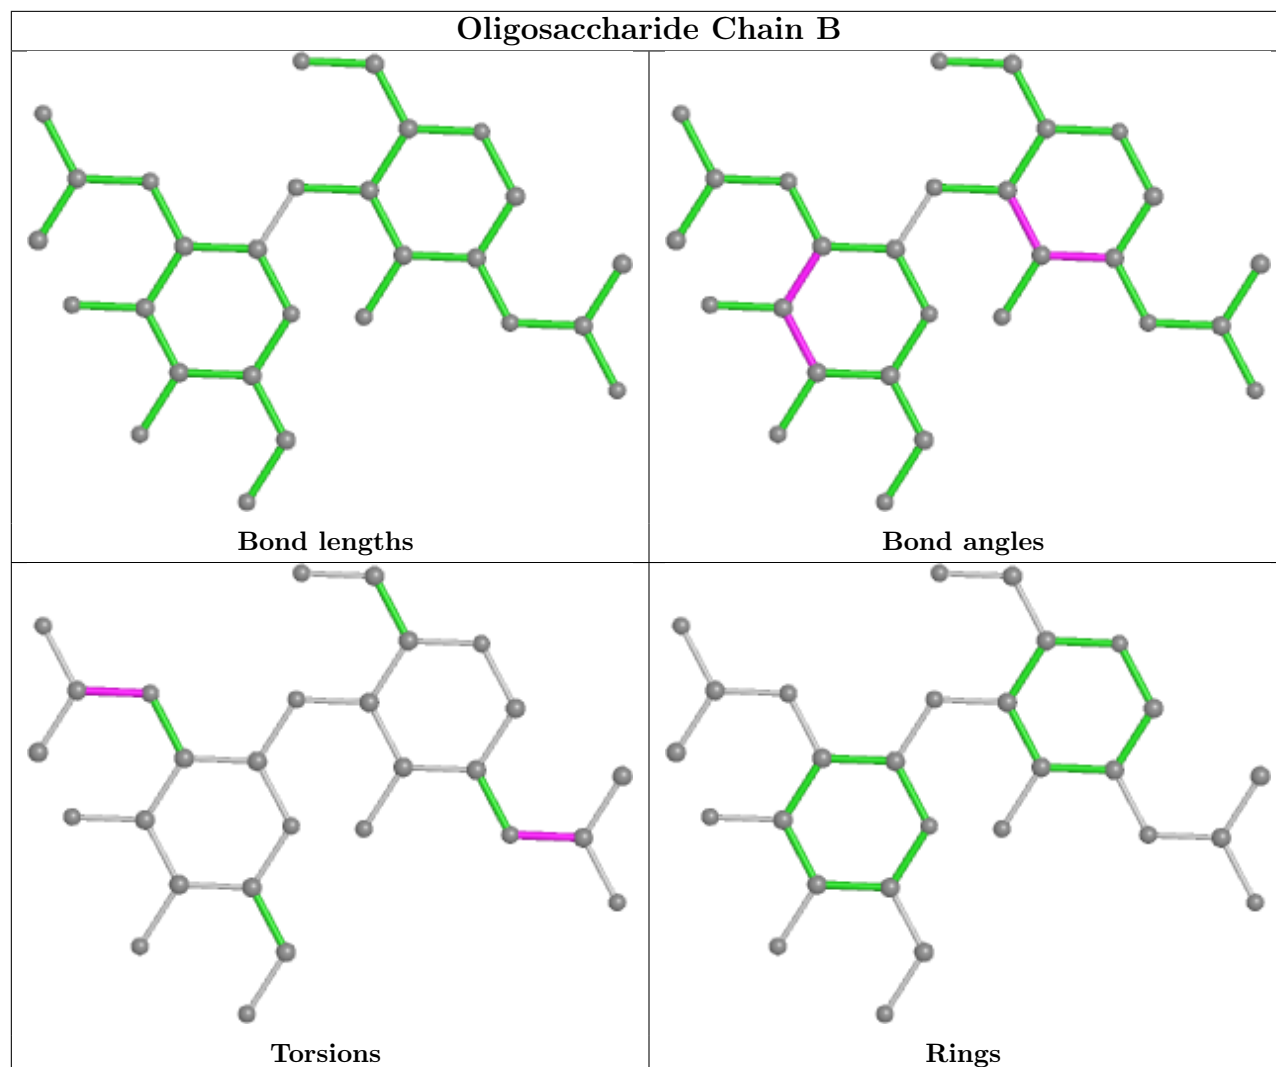 Oligosaccharide Chain B
Bond lengths
Bond angles
Torsions
Rings